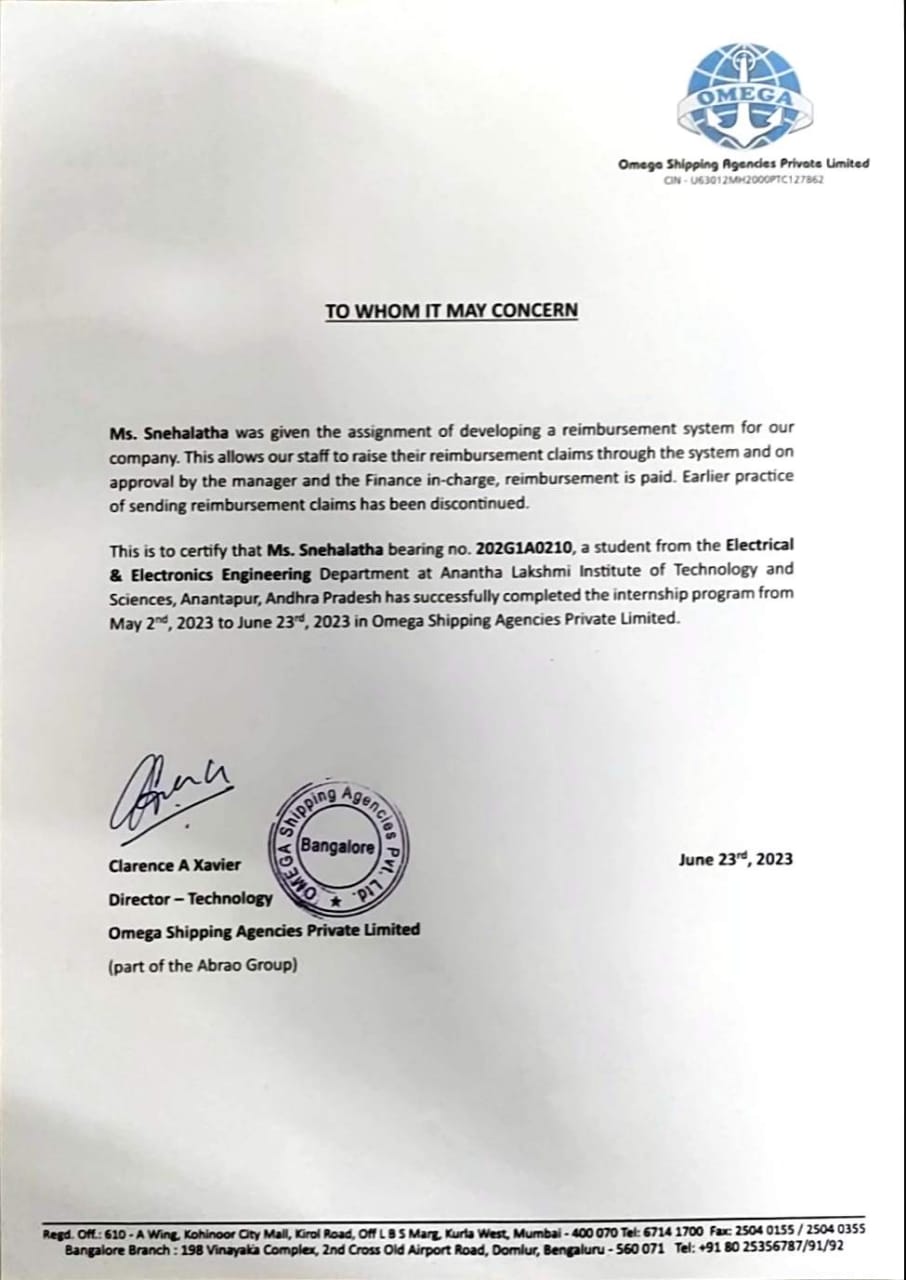 OMEGA
Omega Shipping Agencies Private Limited
CIN - U63012MH2000PTC127862
TO WHOM IT MAY CONCERN
Ms. Snehalatha was given the assignment of developing a reimbursement system for our
company. This allows our staff to raise their reimbursement claims through the system and on
approval by the manager and the Finance in-charge, reimbursement is paid. Earlier practice
of sending reimbursement claims has been discontinued.
This is to certify that Ms. Snehalatha bearing no. 202G1A0210, a student from the Electrical
& Electronics Engineering Department at Anantha Lakshmi Institute of Technology and
Sciences, Anantapur, Andhra Pradesh has successfully completed the internship program from
May 2nd, 2023 to June 23rd, 2023 in Omega Shipping Agencies Private Limited.
OMEGA Shipping Agencies Pvt. Ltd.
Bangalore
Clarence A Xavier
June 23rd, 2023
Director – Technology
Omega Shipping Agencies Private Limited
(part of the Abrao Group)
Regd. Off.: 610 - A Wing, Kohinoor City Mall, Kirol Road, Off L B S Marg, Kurla West, Mumbai - 400 070 Tel: 6714 1700 Fax: 2504 0155 / 2504 0355
Bangalore Branch : 198 Vinayaka Complex, 2nd Cross Old Airport Road, Domlur, Bengaluru - 560 071 Tel: +91 80 25356787/91/92